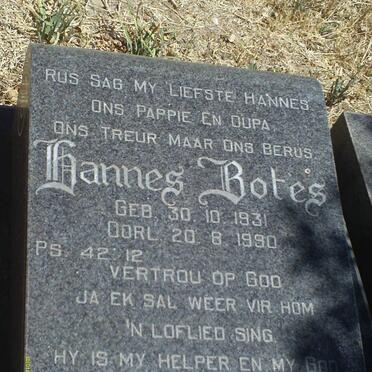 RUS SAG MY LIEFSTE HANNES
ONS PAPPIE EN OUPA
ONS TREUR MAAR ONS BERUS
Hannes Botes
GEB. 30. 10. 1931
OORL. 20. 8. 1990
PS. 42: 12
VERTROU OP GOD
JA EK SAL WEER VIR HOM
'N LOFLIED SING.
HY IS MY HELPER EN MY GOD